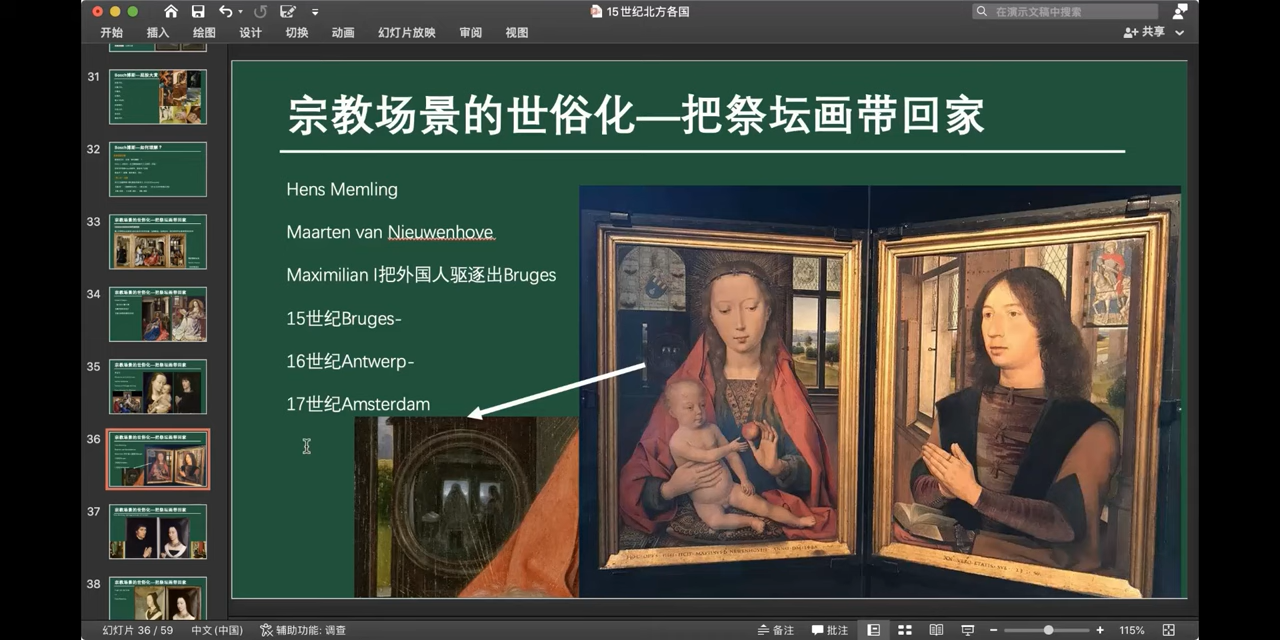 15世纪北方各国
在演示文稿中搜索
开始 插入 绘图 设计 切换 动画 幻灯片放映 审阅 视图
共享
31
32
33
34
35
36
37
38
宗教场景的世俗化—把祭坛画带回家
Hens Memling
Maarten van Nieuwenhove
Maximilian I把外国人驱逐出Bruges
15世纪Bruges-
16世纪Antwerp-
17世纪Amsterdam
幻灯片 36 / 59 中文(中国) 辅助功能: 调查 备注 批注 115%